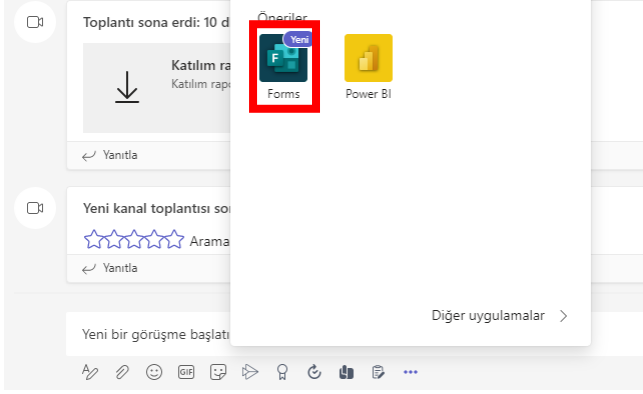 Öneriler
Toplantı sona erdi: 10 d
Yeni
Katılım ra
Katılım rapo
F
Forms
Power BI
Yanıtla
Yeni kanal toplantısı so
Arama
Yanıtla
Diğer uygulamalar
Yeni bir görüşme başlatı
GIF